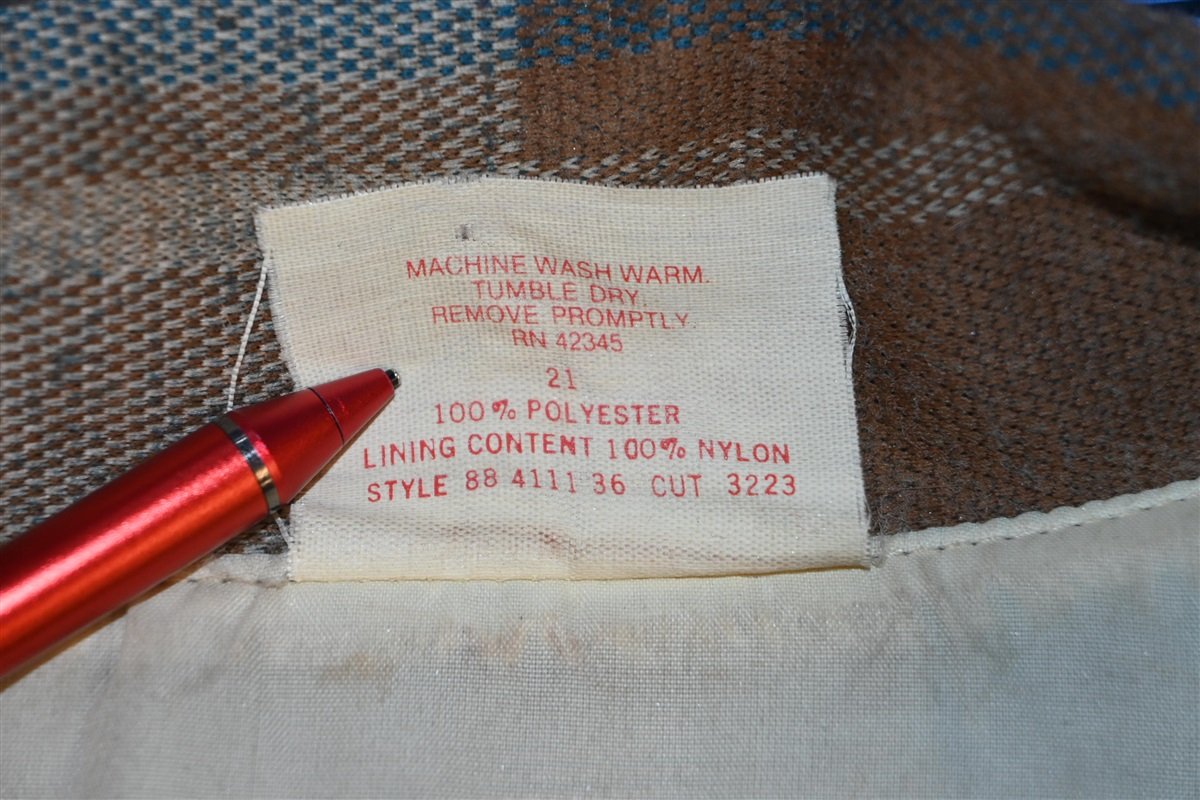 MACHINE WASH WARM.
TUMBLE DRY.
REMOVE PROMPTLY.
RN 42345
21
100% POLYESTER
LINING CONTENT 100% NYLON
STYLE 88 4111 36 CUT 3223